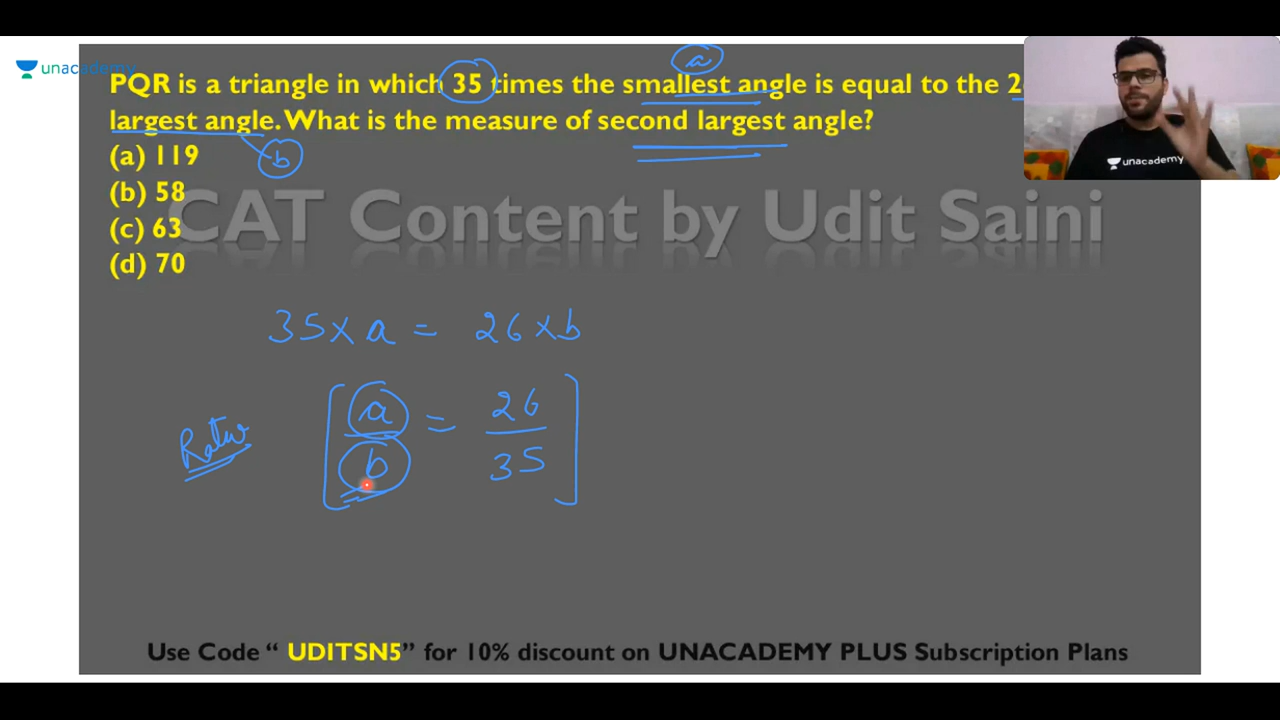 unacademy
PQR is a triangle in which 35 times the smallest angle is equal to the 2
largest angle. What is the measure of second largest angle?
a
b
(a) 119
(b) 58
(c) 63
(d) 70
CAT Content by Udit Saini
unacademy
35 × a = 26 × b
Ratio
a = 26
b 35
Use Code “ UDITSN5” for 10% discount on UNACADEMY PLUS Subscription Plans